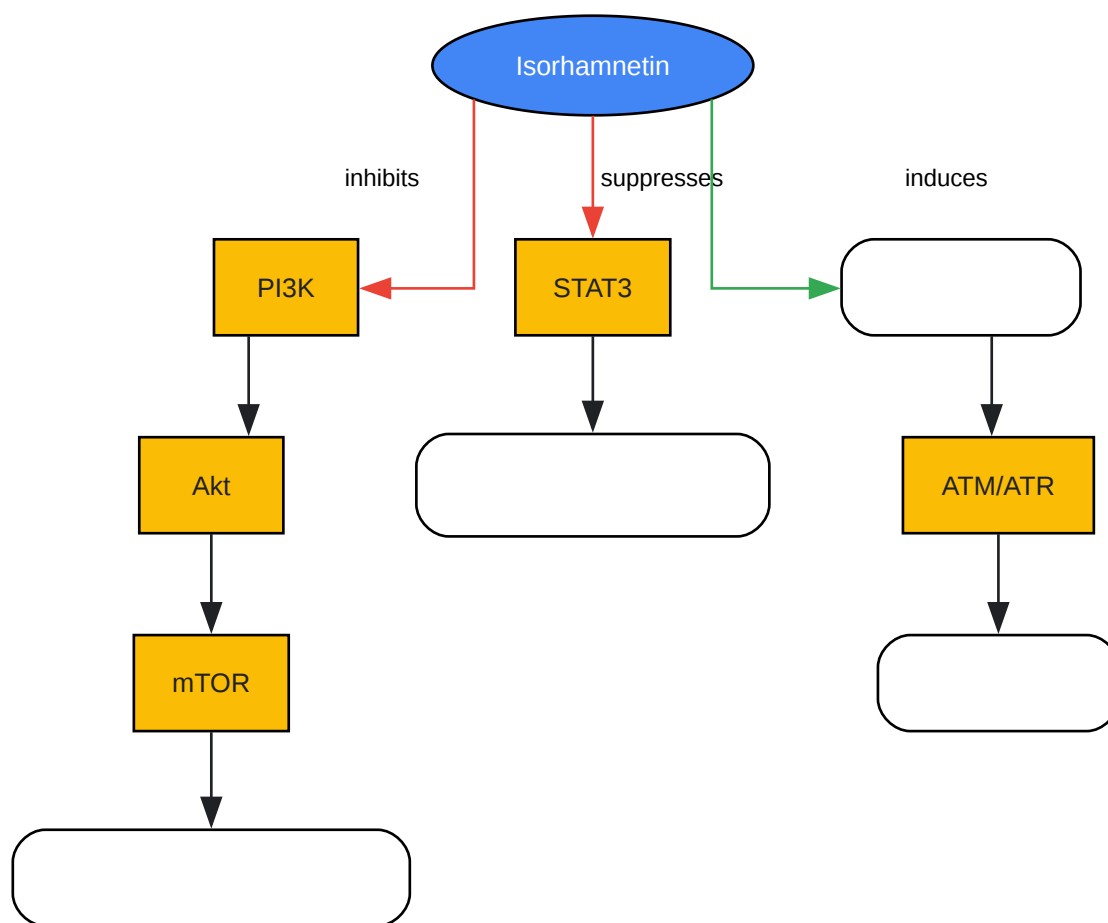 Isorhamnetin
inhibits
suppresses
induces
PI3K
STAT3
Akt
ATM/ATR
mTOR